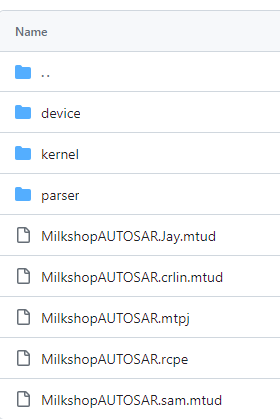 Name
..
device
kernel
parser
MilkshopAUTOSAR.Jay.mtud
MilkshopAUTOSAR.crlin.mtud
MilkshopAUTOSAR.mtpj
MilkshopAUTOSAR.rcpe
MilkshopAUTOSAR.sam.mtud